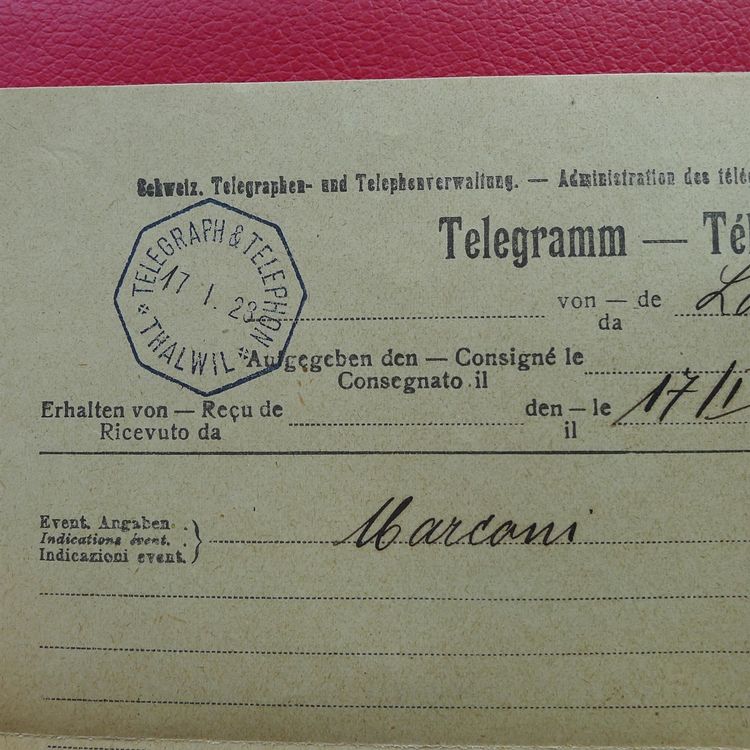 Schweiz. Telegraphen- und Telephonverwaltung. — Administration des télé
Telegramm — Té
TELEGRAPH & TELEPHON
17 I. 28
* THALWIL *
von — de
da
Aufgegeben den — Consigné le
Consegnato il
Erhalten von — Reçu de
Ricevuto da
den — le 17/I
il
Event. Angaben
Indications évent.
Indicazioni event.
Marconi